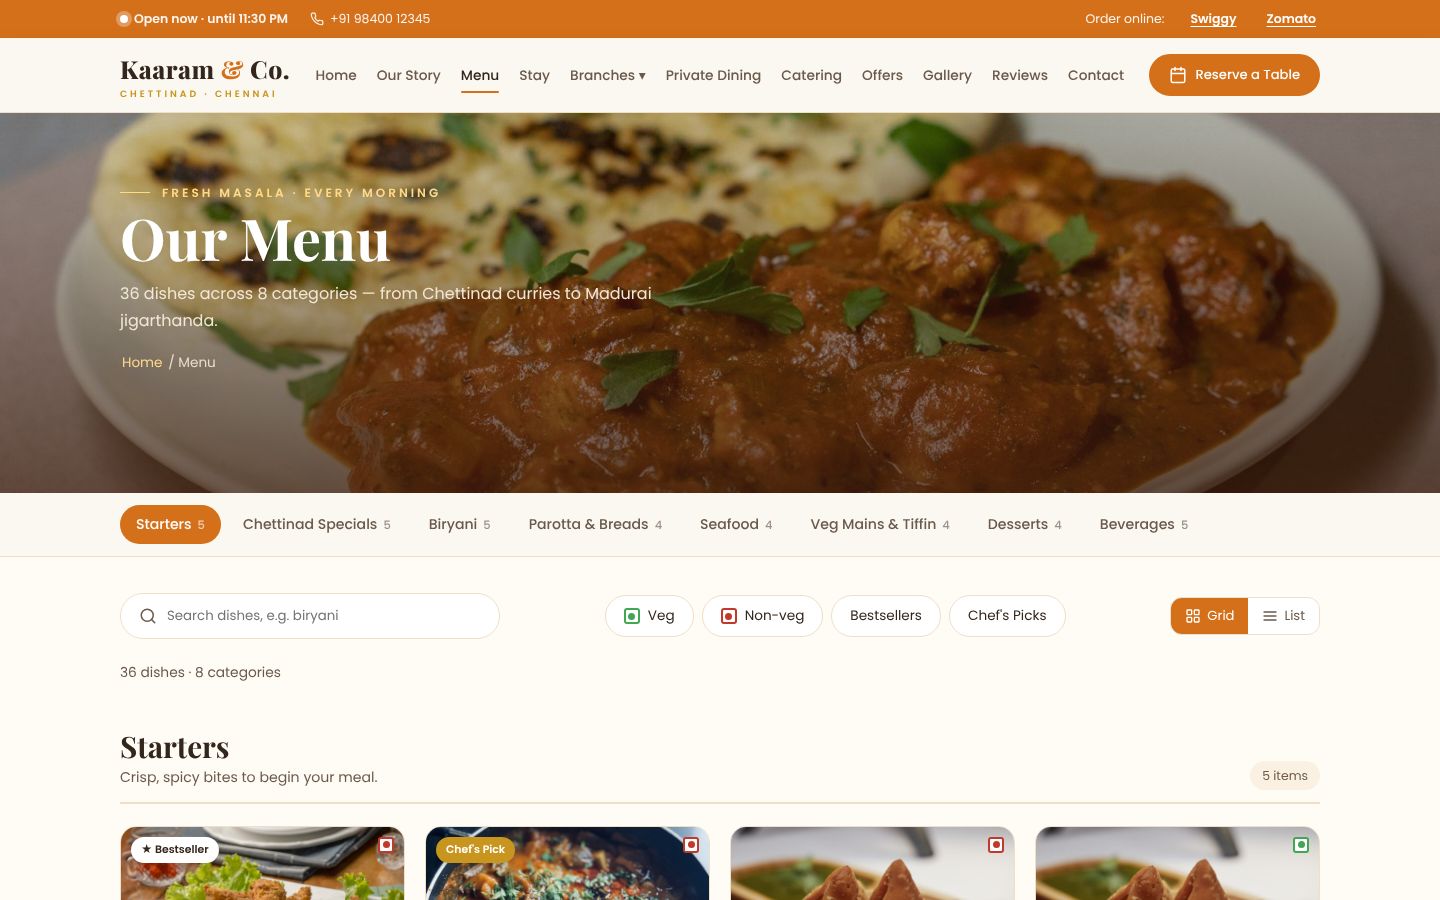 Open now · until 11:30 PM
+91 98400 12345
Order online:
Swiggy
Zomato
Kaaram & Co.
CHETTINAD · CHENNAI
Home
Our Story
Menu
Stay
Branches ▾
Private Dining
Catering
Offers
Gallery
Reviews
Contact
Reserve a Table
FRESH MASALA · EVERY MORNING
Our Menu
36 dishes across 8 categories — from Chettinad curries to Madurai
jigarthanda.
Home / Menu
Starters 5
Chettinad Specials 5
Biryani 5
Parotta & Breads 4
Seafood 4
Veg Mains & Tiffin 4
Desserts 4
Beverages 5
Search dishes, e.g. biryani
Veg
Non-veg
Bestsellers
Chef's Picks
Grid
List
36 dishes · 8 categories
Starters
Crisp, spicy bites to begin your meal.
5 items
★ Bestseller
Chef's Pick